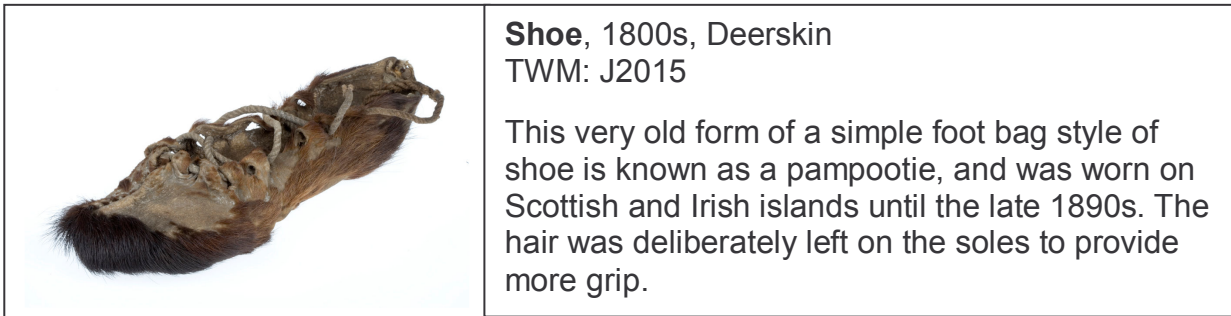 Shoe, 1800s, Deerskin
TWM: J2015
This very old form of a simple foot bag style of
shoe is known as a pampootie, and was worn on
Scottish and Irish islands until the late 1890s. The
hair was deliberately left on the soles to provide
more grip.